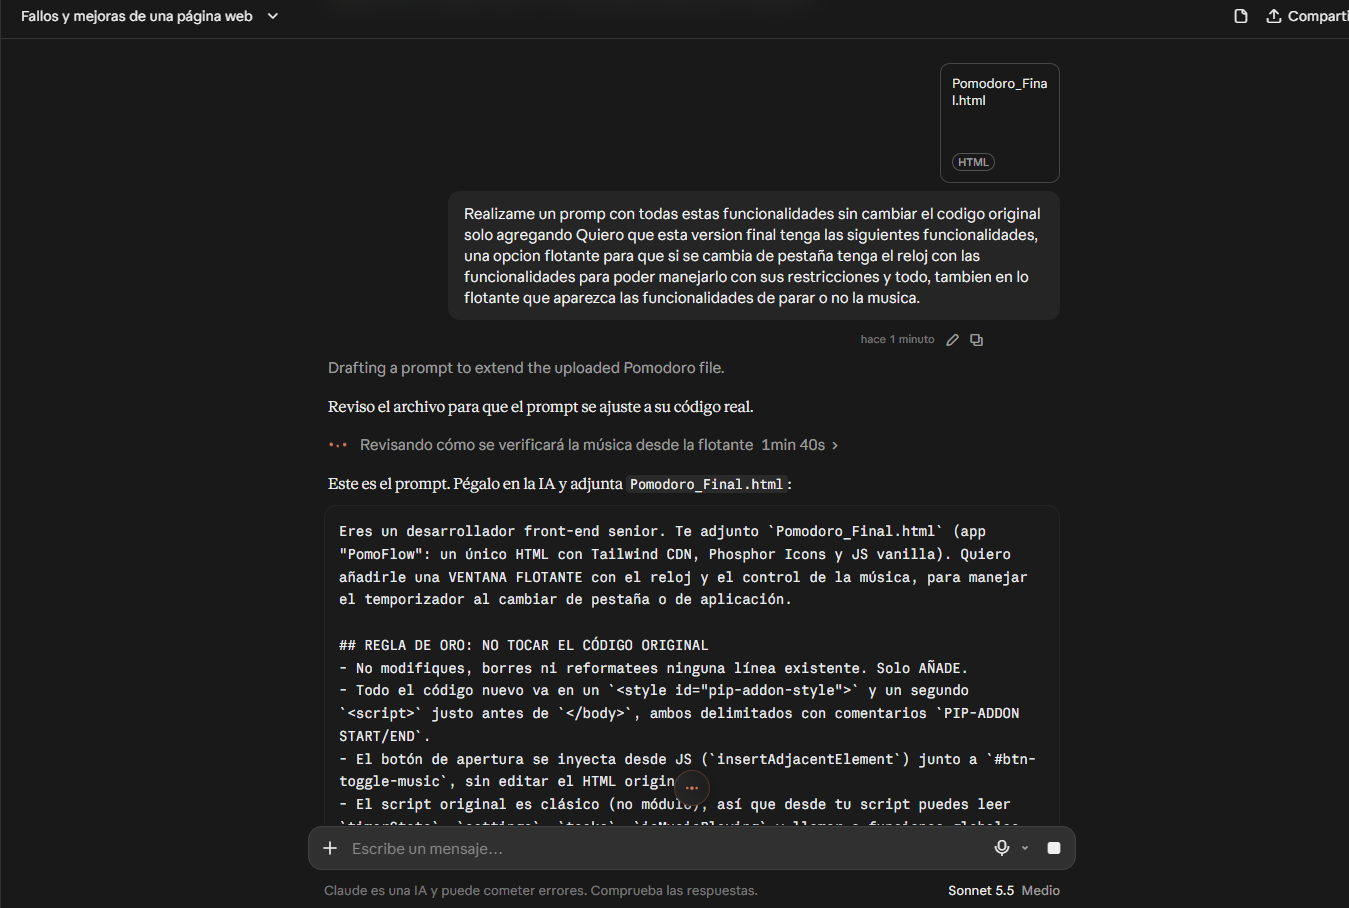 Fallos y mejoras de una página web
Comparti
Pomodoro_Fina
l.html
HTML
Realizame un promp con todas estas funcionalidades sin cambiar el codigo original
solo agregando Quiero que esta version final tenga las siguientes funcionalidades,
una opcion flotante para que si se cambia de pestaña tenga el reloj con las
funcionalidades para poder manejarlo con sus restricciones y todo, tambien en lo
flotante que aparezca las funcionalidades de parar o no la musica.
hace 1 minuto
Drafting a prompt to extend the uploaded Pomodoro file.
Reviso el archivo para que el prompt se ajuste a su código real.
Revisando cómo se verificará la música desde la flotante 1min 40s >
Este es el prompt. Pégalo en la IA y adjunta Pomodoro_Final.html:
Eres un desarrollador front-end senior. Te adjunto `Pomodoro_Final.html` (app
"PomoFlow": un único HTML con Tailwind CDN, Phosphor Icons y JS vanilla). Quiero
añadirle una VENTANA FLOTANTE con el reloj y el control de la música, para manejar
el temporizador al cambiar de pestaña o de aplicación.
## REGLA DE ORO: NO TOCAR EL CÓDIGO ORIGINAL
- No modifiques, borres ni reformatees ninguna línea existente. Solo AÑADE.
- Todo el código nuevo va en un `<style id="pip-addon-style">` y un segundo
`<script>` justo antes de `</body>`, ambos delimitados con comentarios `PIP-ADDON
START/END`.
- El botón de apertura se inyecta desde JS (`insertAdjacentElement`) junto a `#btn-
toggle-music`, sin editar el HTML origin
- El script original es clásico (no módulo), así que desde tu script puedes leer
Escribe un mensaje...
Claude es una IA y puede cometer errores. Comprueba las respuestas.
Sonnet 5.5 Medio